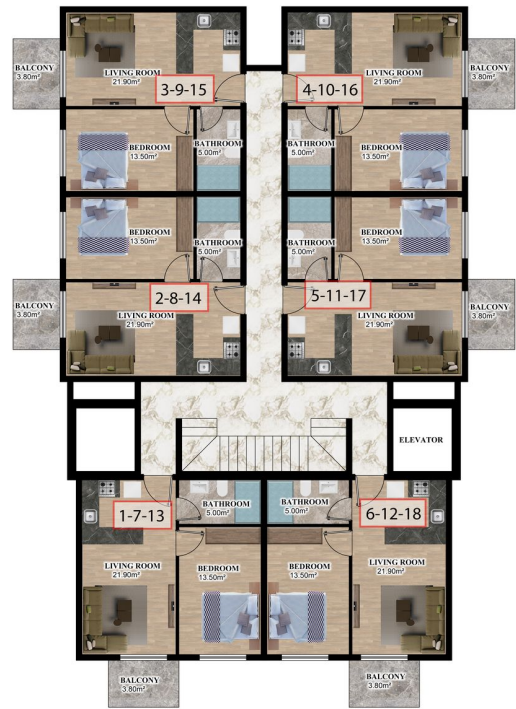 LIVING ROOM
21.90m²
3-9-15
BALCONY
3.80m²
4-10-16
LIVING ROOM
21.90m²
BALCONY
3.80m²
BEDROOM
13.50m²
BATHROOM
5.00m²
BATHROOM
5.00m²
BEDROOM
13.50m²
BEDROOM
13.50m²
BATHROOM
5.00m²
BATHROOM
5.00m²
BEDROOM
13.50m²
BALCONY
3.80m²
2-8-14
LIVING ROOM
21.90m²
5-11-17
LIVING ROOM
21.90m²
BALCONY
3.80m²
ELEVATOR
1-7-13
BATHROOM
5.00m²
BATHROOM
5.00m²
6-12-18
LIVING ROOM
21.90m²
BEDROOM
13.50m²
BEDROOM
13.50m²
LIVING ROOM
21.90m²
BALCONY
3.80m²
BALCONY
3.80m²